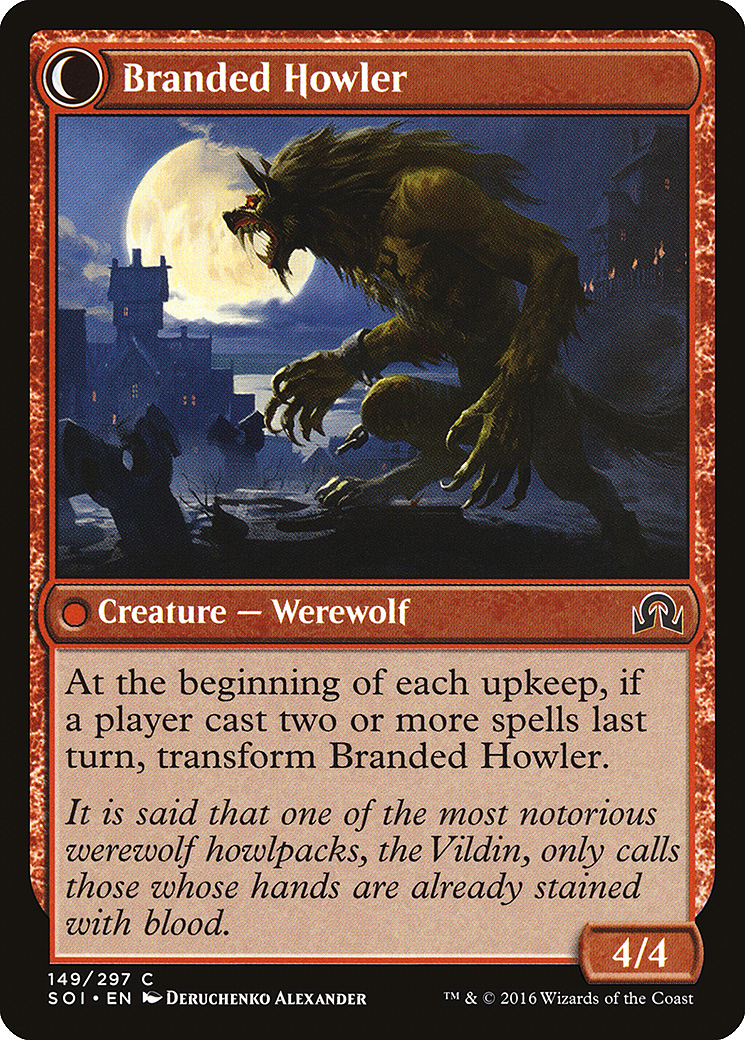 Branded Howler
Creature — Werewolf
At the beginning of each upkeep, if
a player cast two or more spells last
turn, transform Branded Howler.
It is said that one of the most notorious
werewolf howlpacks, the Vildin, only calls
those whose hands are already stained
with blood.
4/4
149/297 C
SOI • EN Deruchenko Alexander
™ & © 2016 Wizards of the Coast